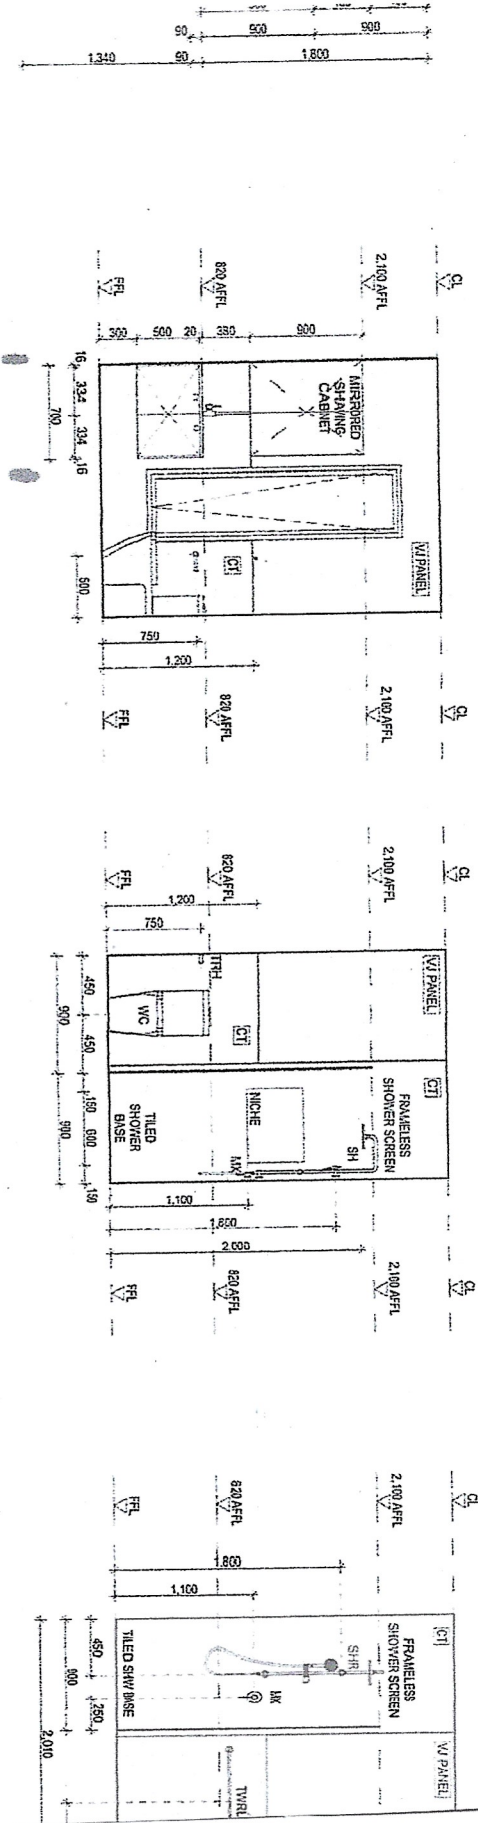 90
900
900
1,340
90
1,800
CL
2,100 AFFL
820 AFFL
FFL
300
500
20
330
900
16
334
334
16
700
MIRRORED
SHAVING
CABINET
CT
VJ PANEL
500
750
1,200
CL
2,100 AFFL
820 AFFL
FFL
CL
2,100 AFFL
820 AFFL
FFL
1,200
750
VJ PANEL
TRH
WC
CT
450
450
900
CT
FRAMELESS
SHOWER SCREEN
NICHE
SH
MX
TILED
SHOWER
BASE
150
600
150
900
1,100
1,800
2,000
CL
2,100 AFFL
820 AFFL
FFL
CL
2,100 AFFL
820 AFFL
FFL
1,800
1,100
CT
FRAMELESS
SHOWER SCREEN
SHR
MX
TILED SHW BASE
450
250
900
2,010
VJ PANEL
TWRL